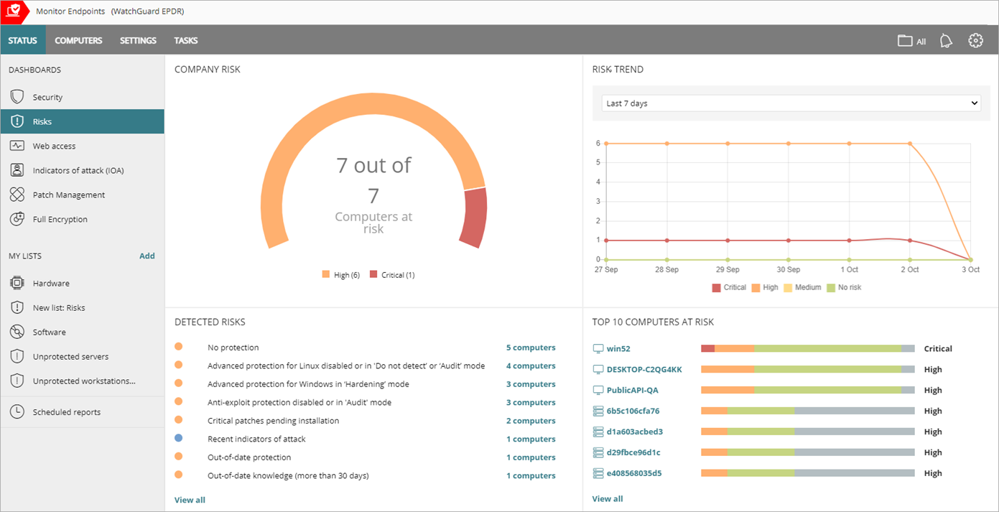 Monitor Endpoints (WatchGuard EPDR)
STATUS COMPUTERS SETTINGS TASKS All
DASHBOARDS
Security
Risks
Web access
Indicators of attack (IOA)
Patch Management
Full Encryption
MY LISTS Add
Hardware
New list: Risks
Software
Unprotected servers
Unprotected workstations...
Scheduled reports
COMPANY RISK
7 out of
7
Computers at
risk
High (6) Critical (1)
RISK TREND
Last 7 days
6
5
4
3
2
1
0
27 Sep 28 Sep 29 Sep 30 Sep 1 Oct 2 Oct 3 Oct
Critical High Medium No risk
DETECTED RISKS
No protection 5 computers
Advanced protection for Linux disabled or in 'Do not detect' or 'Audit' mode 4 computers
Advanced protection for Windows in 'Hardening' mode 3 computers
Anti-exploit protection disabled or in 'Audit' mode 3 computers
Critical patches pending installation 2 computers
Recent indicators of attack 1 computers
Out-of-date protection 1 computers
Out-of-date knowledge (more than 30 days) 1 computers
View all
TOP 10 COMPUTERS AT RISK
win52 Critical
DESKTOP-C2QG4KK High
PublicAPI-QA High
6b5c106cfa76 High
d1a603acbed3 High
d29fbce96d1c High
e408568035d5 High
View all